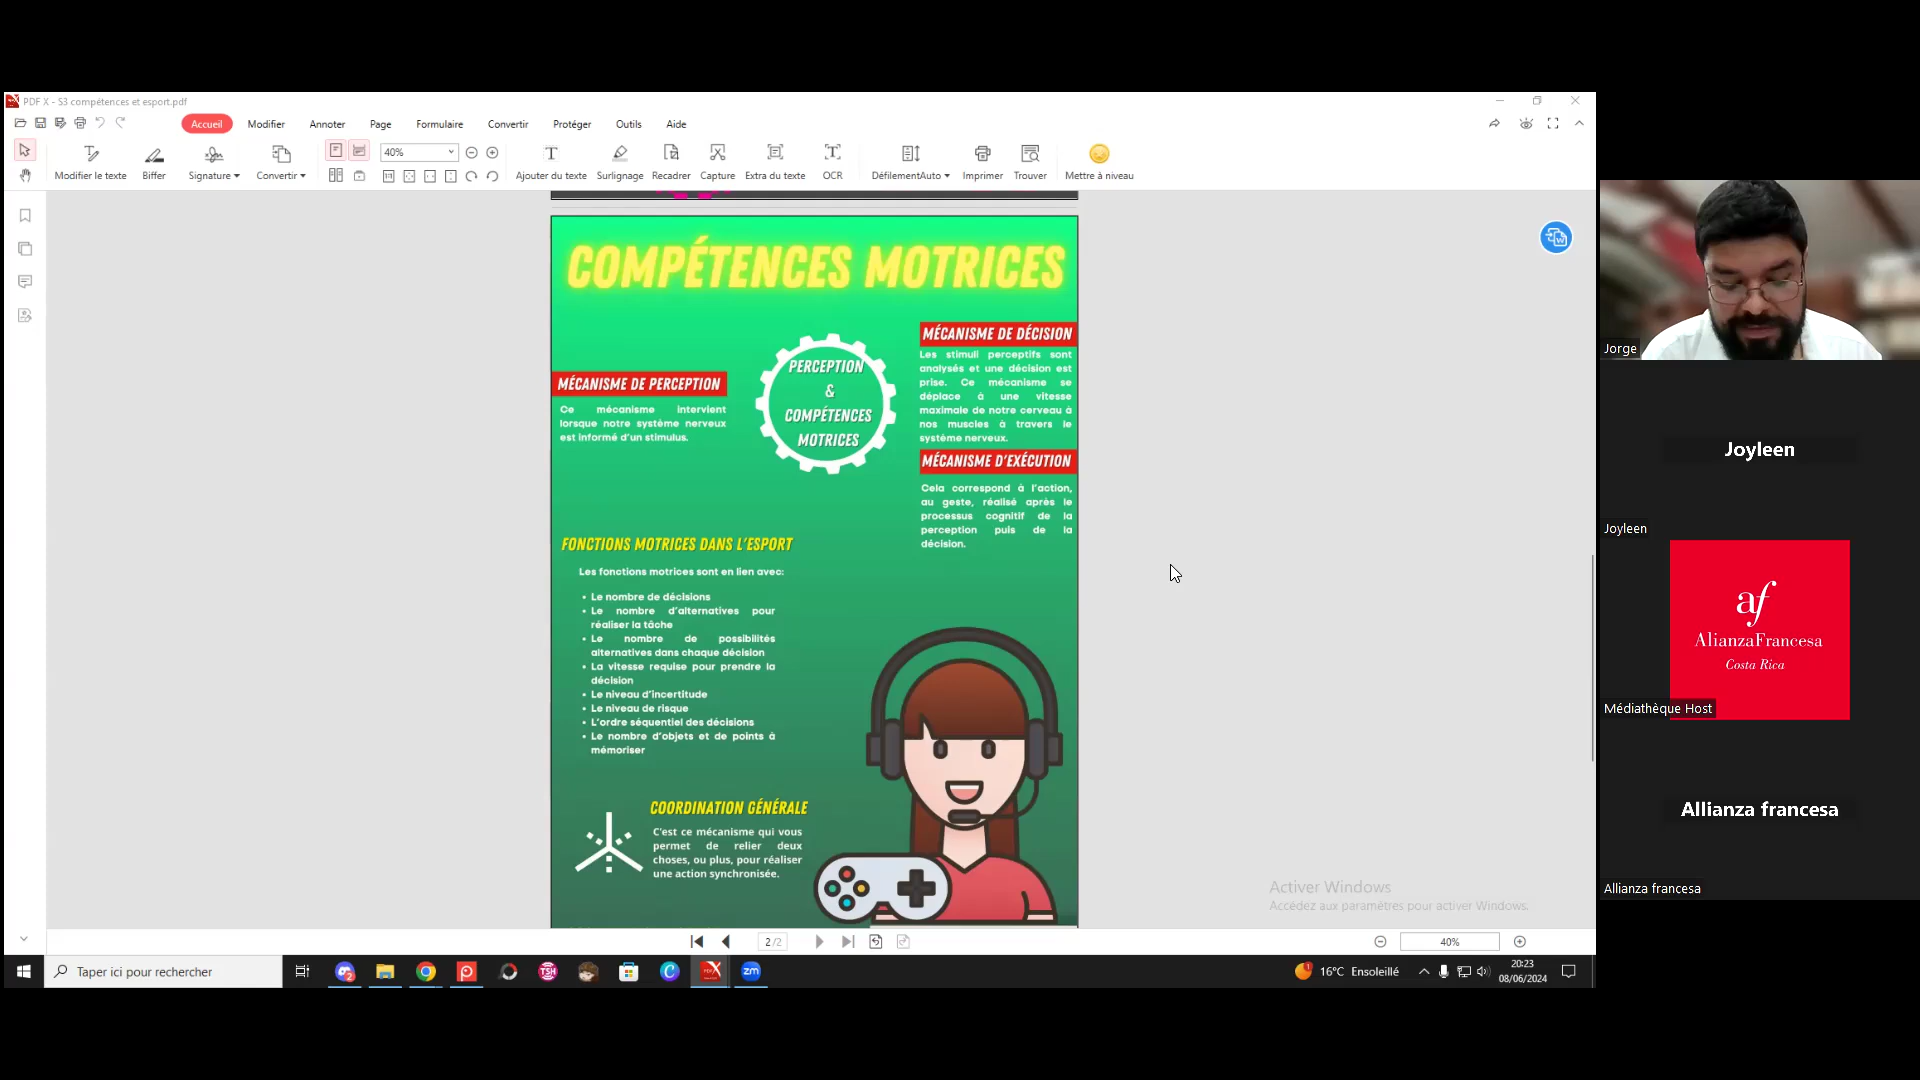 PDF X - S3 compétences et esport.pdf
Accueil Modifier Annoter Page Formulaire Convertir Protéger Outils Aide
40%
Modifier le texte Biffer Signature Convertir Ajouter du texte Surlignage Recadrer Capture Extra du texte OCR DéfilementAuto Imprimer Trouver Mettre à niveau
COMPÉTENCES MOTRICES
MÉCANISME DE PERCEPTION
Ce mécanisme intervient
lorsque notre système nerveux
est informé d'un stimulus.
PERCEPTION
&
COMPÉTENCES
MOTRICES
MÉCANISME DE DÉCISION
Les stimuli perceptifs sont
analysés et une décision est
prise. Ce mécanisme se
déplace à une vitesse
maximale de notre cerveau à
nos muscles à travers le
système nerveux.
MÉCANISME D'EXÉCUTION
Cela correspond à l'action,
au geste, réalisé après le
processus cognitif de la
perception puis de la
décision.
FONCTIONS MOTRICES DANS L'ESPORT
Les fonctions motrices sont en lien avec:
• Le nombre de décisions
• Le nombre d'alternatives pour
réaliser la tâche
• Le nombre de possibilités
alternatives dans chaque décision
• La vitesse requise pour prendre la
décision
• Le niveau d'incertitude
• Le niveau de risque
• L'ordre séquentiel des décisions
• Le nombre d'objets et de points à
mémoriser
COORDINATION GÉNÉRALE
C'est ce mécanisme qui vous
permet de relier deux
choses, ou plus, pour réaliser
une action synchronisée.
Activer Windows
Accédez aux paramètres pour activer Windows.
2/2
40%
Taper ici pour rechercher
TSH
zm
16°C Ensoleillé
20:23
08/06/2024
Jorge
Joyleen
Joyleen
af
AlianzaFrancesa
Costa Rica
Médiathèque Host
Allianza francesa
Allianza francesa